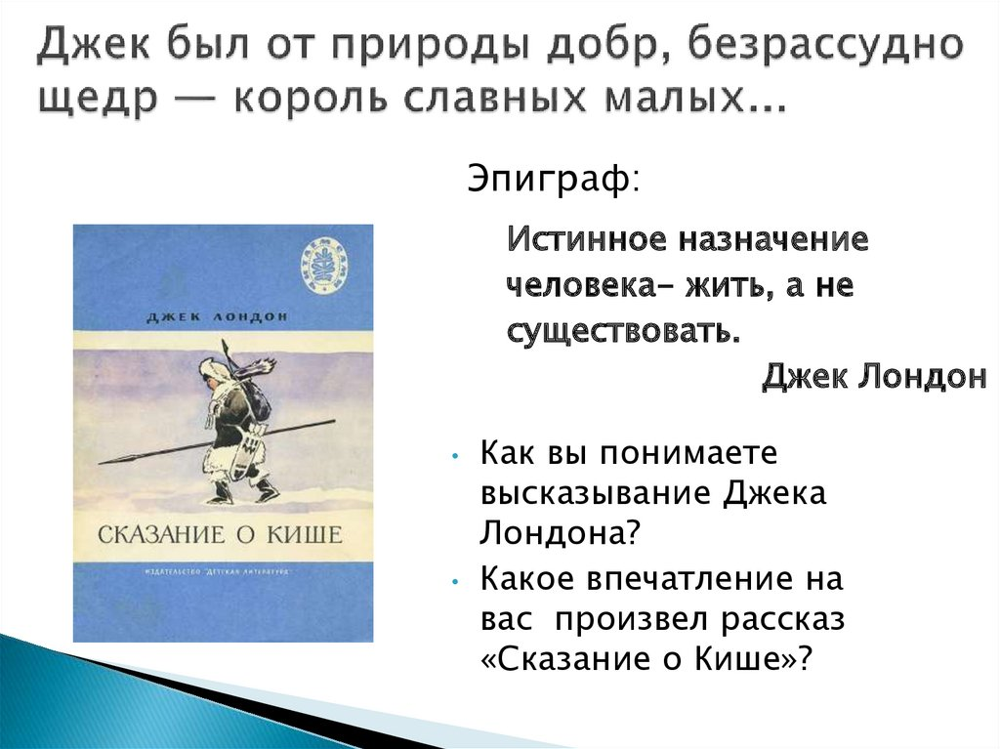 Джек был от природы добр, безрассудно
щедр — король славных малых...
Эпиграф:
Истинное назначение
человека- жить, а не
существовать.
Джек Лондон
ЧИТАЕМ САМИ
ДЖЕК ЛОНДОН
СКАЗАНИЕ О КИШЕ
ИЗДАТЕЛЬСТВО "ДЕТСКАЯ ЛИТЕРАТУРА"
• Как вы понимаете
высказывание Джека
Лондона?
• Какое впечатление на
вас произвел рассказ
«Сказание о Кише»?